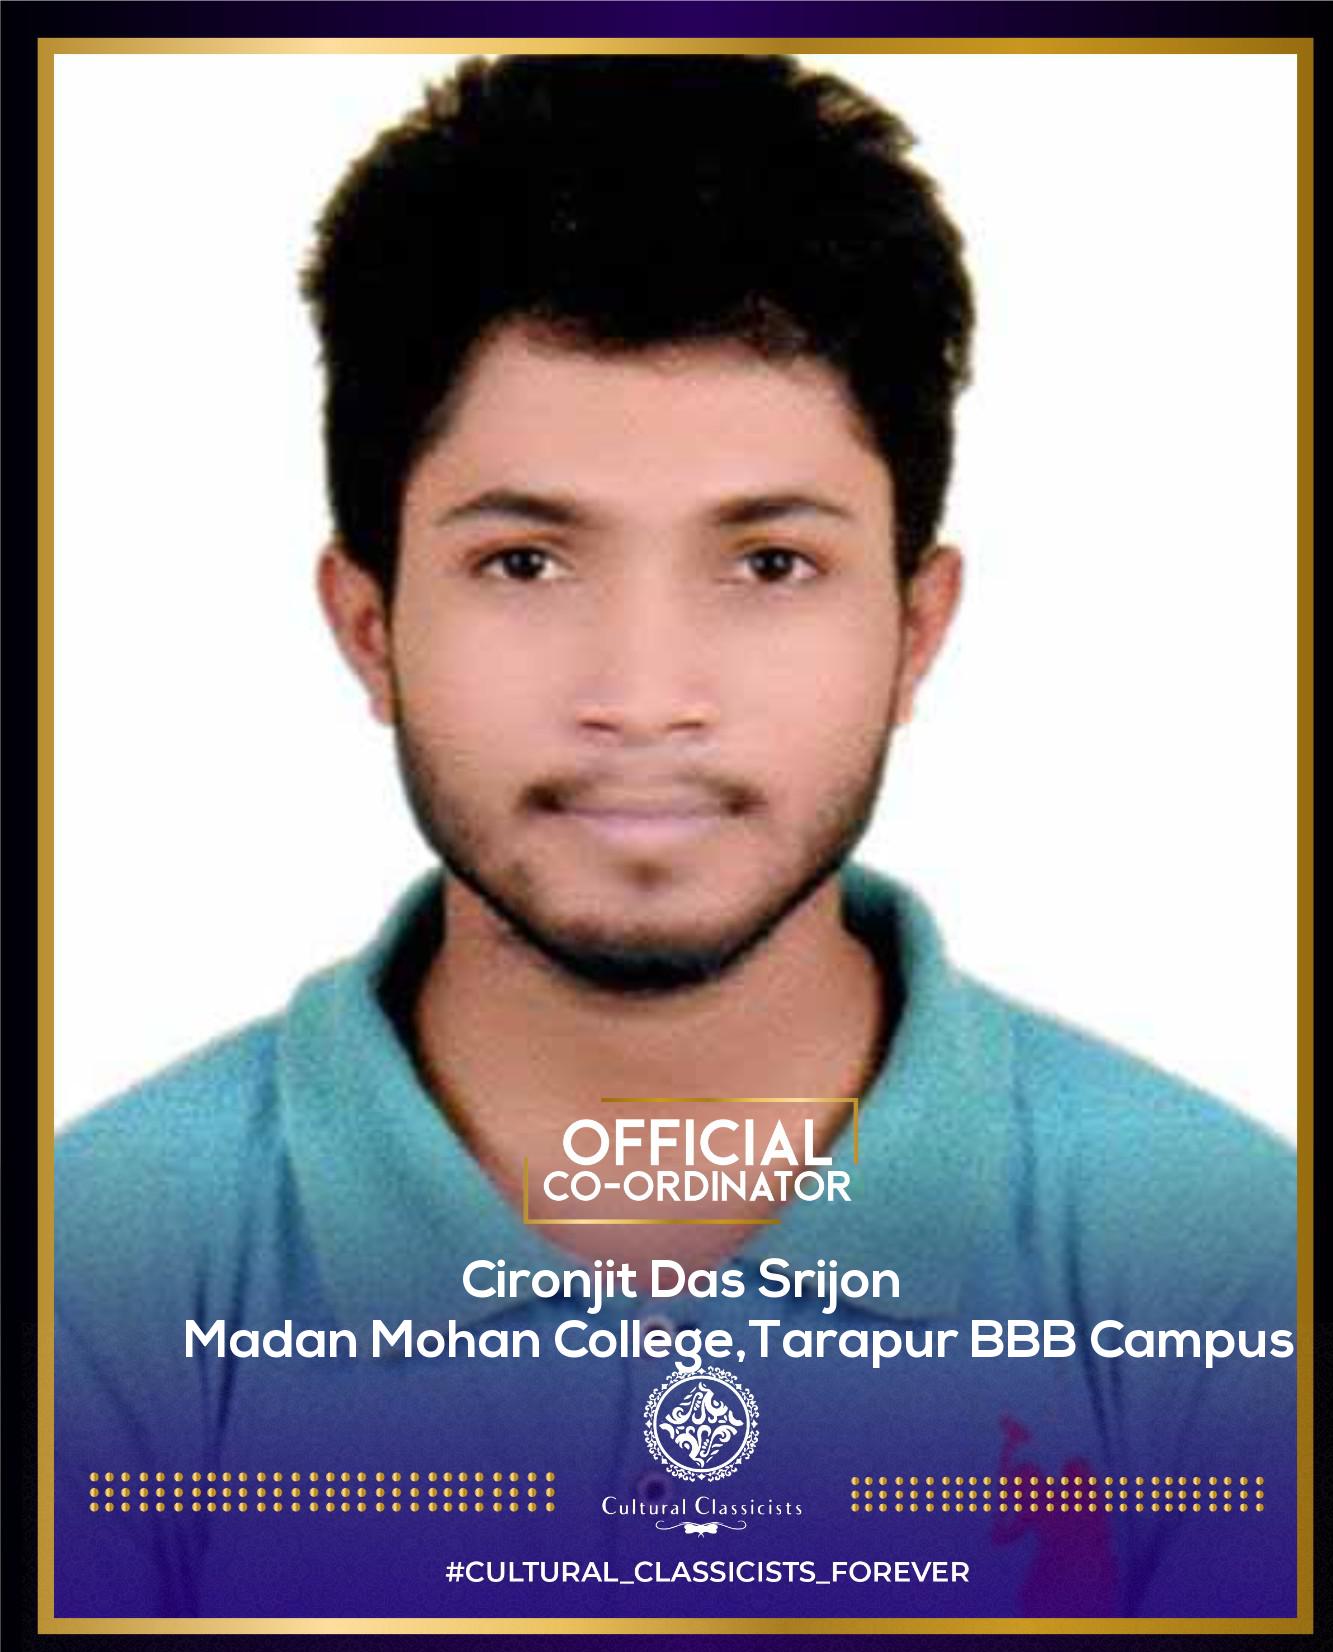 OFFICIAL
CO-ORDINATOR
Cironjit Das Srijon
Madan Mohan College,Tarapur BBB Campus
Cultural Classicists
#CULTURAL_CLASSICISTS_FOREVER